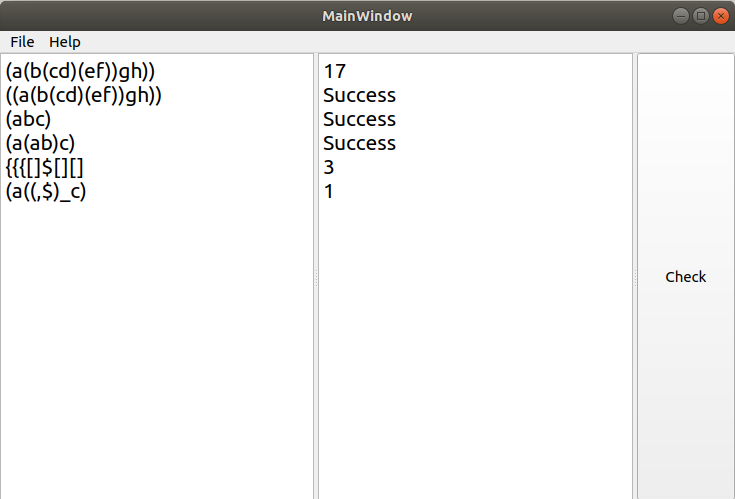 MainWindow
File Help
(a(b(cd)(ef))gh))
((a(b(cd)(ef))gh))
(abc)
(a(ab)c)
{{{[]$[][]
(a((,$)_c)
17
Success
Success
Success
3
1
Check